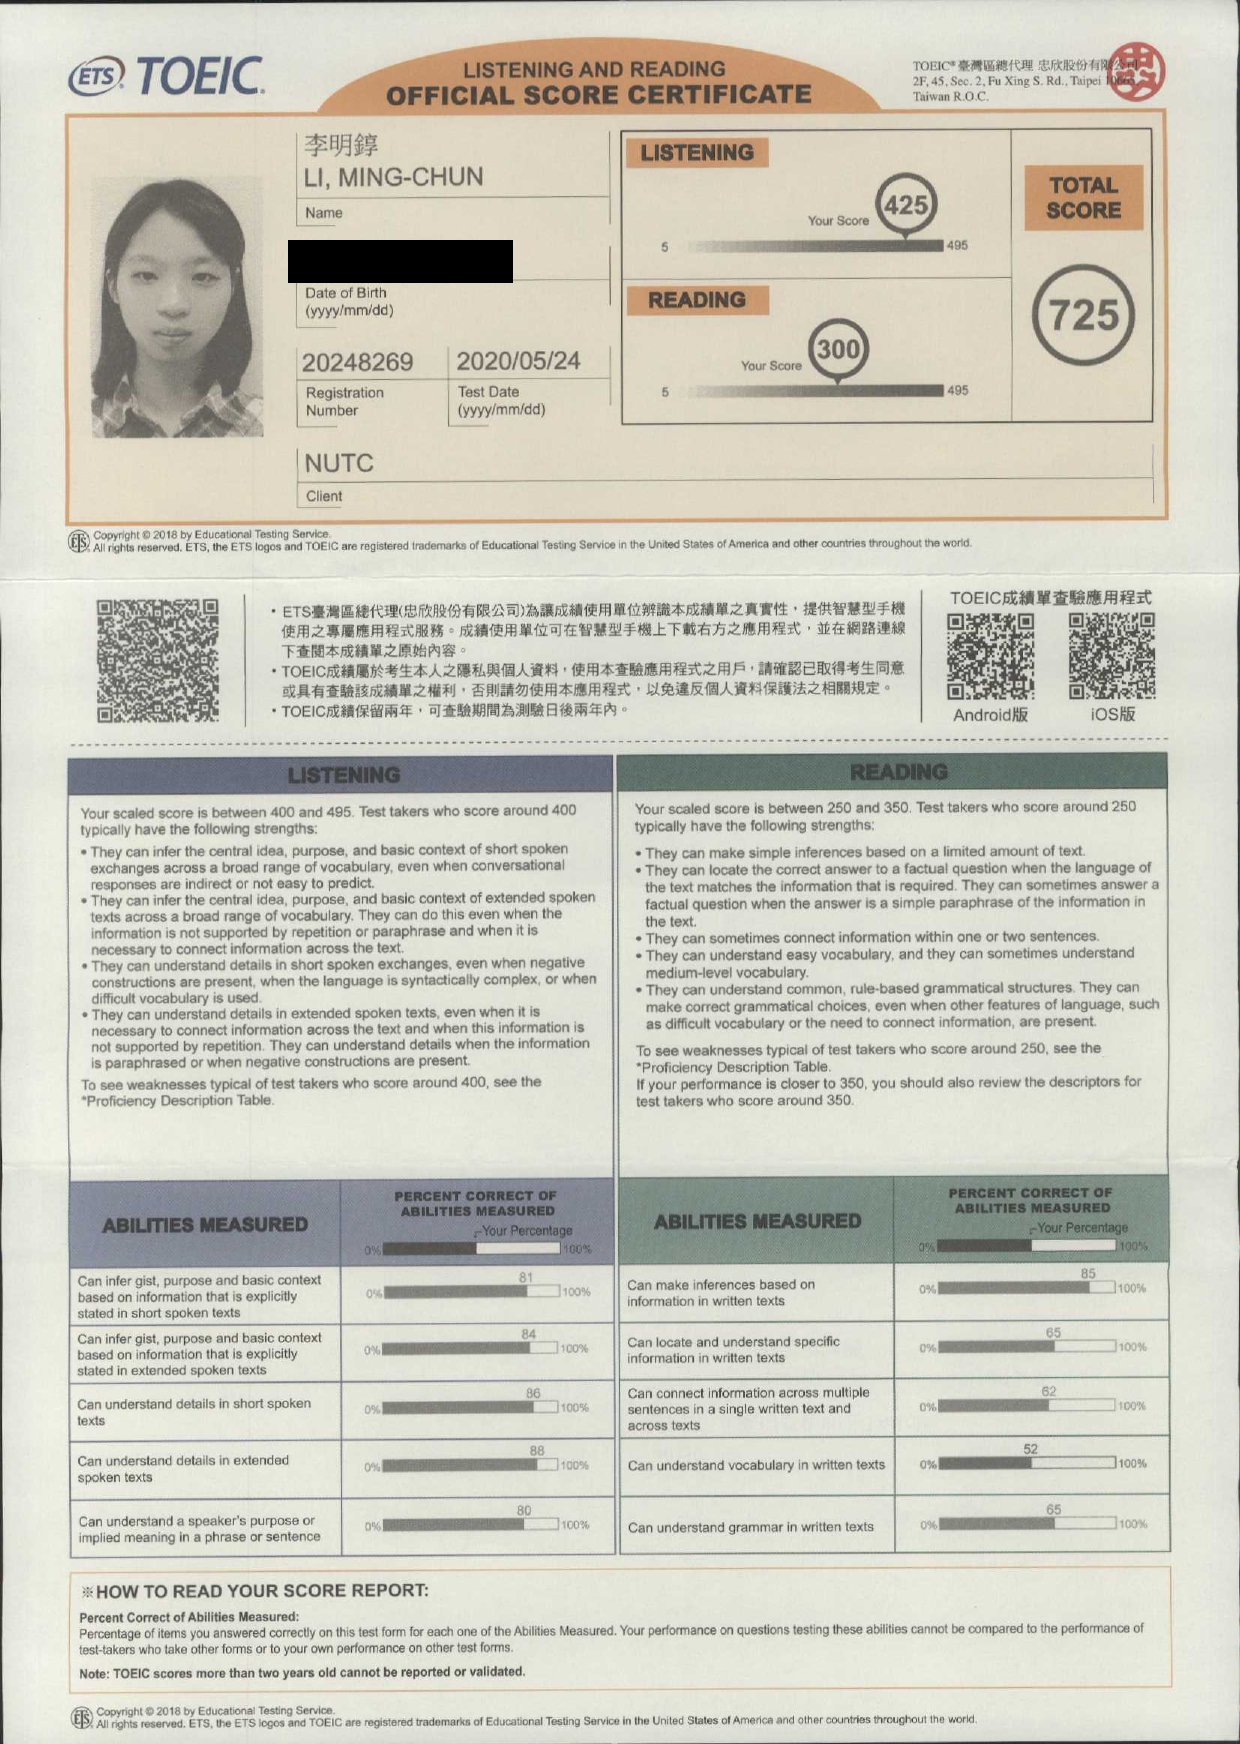 ETS TOEIC
LISTENING AND READING
OFFICIAL SCORE CERTIFICATE
TOEIC® 臺灣區總代理 忠欣股份有限公司
2F, 45, Sec. 2, Fu Xing S. Rd., Taipei
Taiwan R.O.C.
李明錞
LI, MING-CHUN
Name
Date of Birth
(yyyy/mm/dd)
20248269 2020/05/24
Registration Test Date
Number (yyyy/mm/dd)
NUTC
Client
LISTENING
425
Your Score
5 495
READING
300
Your Score
5 495
TOTAL
SCORE
725
Copyright © 2018 by Educational Testing Service.
All rights reserved. ETS, the ETS logos and TOEIC are registered trademarks of Educational Testing Service in the United States of America and other countries throughout the world.
• ETS臺灣區總代理(忠欣股份有限公司)為讓成績使用單位辨識本成績單之真實性，提供智慧型手機
使用之專屬應用程式服務。成績使用單位可在智慧型手機上下載右方之應用程式，並在網路連線
下查閱本成績單之原始內容。
• TOEIC成績屬於考生本人之隱私與個人資料，使用本查驗應用程式之用戶，請確認已取得考生同意
或具有查驗該成績單之權利，否則請勿使用本應用程式，以免違反個人資料保護法之相關規定。
• TOEIC成績保留兩年，可查驗期間為測驗日後兩年內。
TOEIC成績單查驗應用程式
Android版 iOS版
LISTENING
Your scaled score is between 400 and 495. Test takers who score around 400
typically have the following strengths:
• They can infer the central idea, purpose, and basic context of short spoken
exchanges across a broad range of vocabulary, even when conversational
responses are indirect or not easy to predict.
• They can infer the central idea, purpose, and basic context of extended spoken
texts across a broad range of vocabulary. They can do this even when the
information is not supported by repetition or paraphrase and when it is
necessary to connect information across the text.
• They can understand details in short spoken exchanges, even when negative
constructions are present, when the language is syntactically complex, or when
difficult vocabulary is used.
• They can understand details in extended spoken texts, even when it is
necessary to connect information across the text and when this information is
not supported by repetition. They can understand details when the information
is paraphrased or when negative constructions are present.
To see weaknesses typical of test takers who score around 400, see the
*Proficiency Description Table.
READING
Your scaled score is between 250 and 350. Test takers who score around 250
typically have the following strengths:
• They can make simple inferences based on a limited amount of text.
• They can locate the correct answer to a factual question when the language of
the text matches the information that is required. They can sometimes answer a
factual question when the answer is a simple paraphrase of the information in
the text.
• They can sometimes connect information within one or two sentences.
• They can understand easy vocabulary, and they can sometimes understand
medium-level vocabulary.
• They can understand common, rule-based grammatical structures. They can
make correct grammatical choices, even when other features of language, such
as difficult vocabulary or the need to connect information, are present.
To see weaknesses typical of test takers who score around 250, see the
*Proficiency Description Table.
If your performance is closer to 350, you should also review the descriptors for
test takers who score around 350.
ABILITIES MEASURED
PERCENT CORRECT OF
ABILITIES MEASURED
Your Percentage
0% 100%
Can infer gist, purpose and basic context
based on information that is explicitly
stated in short spoken texts
81
0% 100%
Can infer gist, purpose and basic context
based on information that is explicitly
stated in extended spoken texts
84
0% 100%
Can understand details in short spoken
texts
86
0% 100%
Can understand details in extended
spoken texts
88
0% 100%
Can understand a speaker's purpose or
implied meaning in a phrase or sentence
80
0% 100%
ABILITIES MEASURED
PERCENT CORRECT OF
ABILITIES MEASURED
Your Percentage
0% 100%
Can make inferences based on
information in written texts
85
0% 100%
Can locate and understand specific
information in written texts
65
0% 100%
Can connect information across multiple
sentences in a single written text and
across texts
62
0% 100%
Can understand vocabulary in written texts
52
0% 100%
Can understand grammar in written texts
65
0% 100%
※HOW TO READ YOUR SCORE REPORT:
Percent Correct of Abilities Measured:
Percentage of items you answered correctly on this test form for each one of the Abilities Measured. Your performance on questions testing these abilities cannot be compared to the performance of
test-takers who take other forms or to your own performance on other test forms.
Note: TOEIC scores more than two years old cannot be reported or validated.
Copyright © 2018 by Educational Testing Service.
All rights reserved. ETS, the ETS logos and TOEIC are registered trademarks of Educational Testing Service in the United States of America and other countries throughout the world.